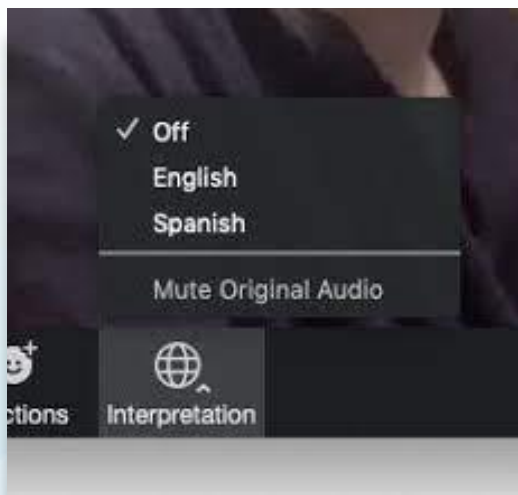 Off
English
Spanish
Mute Original Audio
ctions
Interpretation